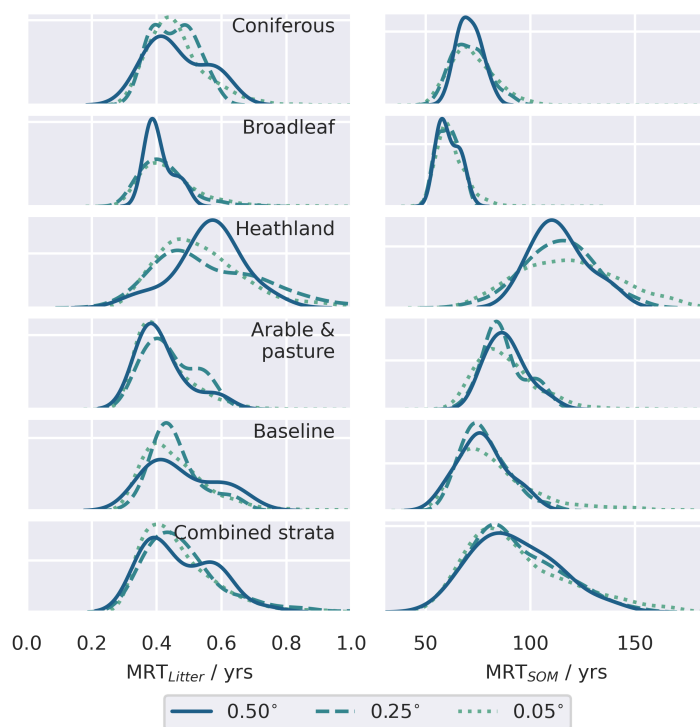 Coniferous
Broadleaf
Heathland
Arable &
pasture
Baseline
Combined strata
0.0 0.2 0.4 0.6 0.8 1.0 50 100 150
MRT_Litter / yrs MRT_SOM / yrs
0.50° 0.25° 0.05°